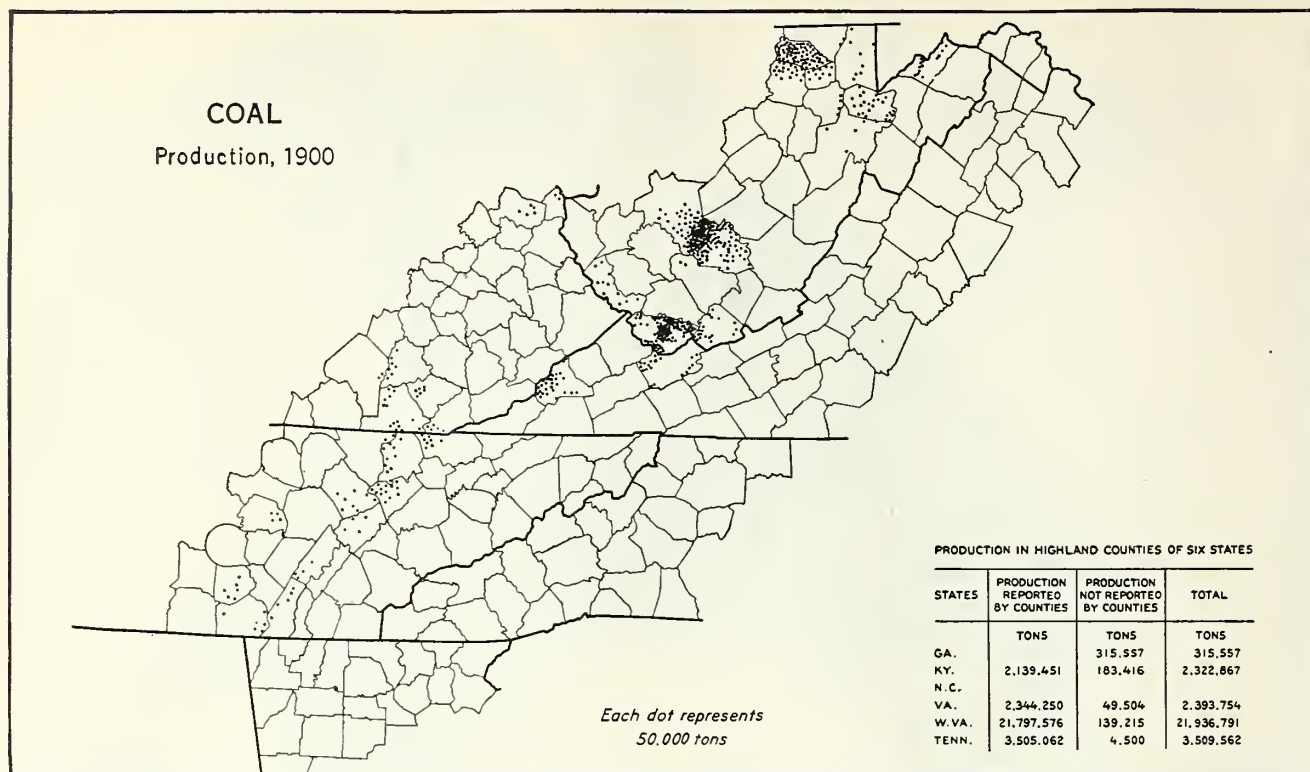 COAL
Production, 1900
Each dot represents
50,000 tons
PRODUCTION IN HIGHLAND COUNTIES OF SIX STATES
STATES PRODUCTION REPORTED BY COUNTIES PRODUCTION NOT REPORTED BY COUNTIES TOTAL
TONS TONS TONS
GA. 315,557 315,557
KY. 2,139,451 183,416 2,322,867
N.C.
VA. 2,344,250 49,504 2,393,754
W.VA. 21,797,576 139,215 21,936,791
TENN. 3,505,062 4,500 3,509,562